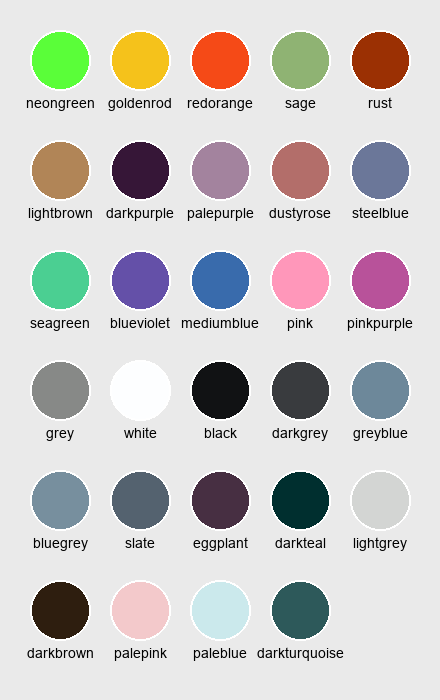 neongreen goldenrod redorange sage rust
lightbrown darkpurple palepurple dustyrose steelblue
seagreen blueviolet mediumblue pink pinkpurple
grey white black darkgrey greyblue
bluegrey slate eggplant darkteal lightgrey
darkbrown palepink paleblue darkturquoise